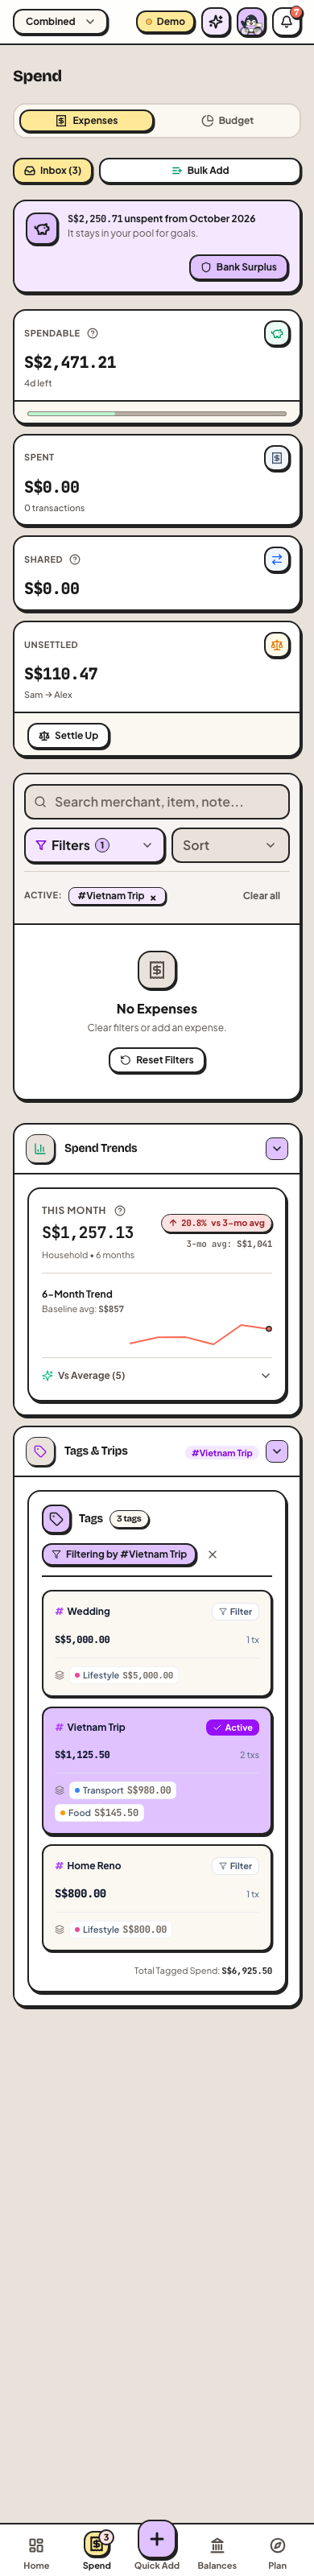 Combined
Demo
7
Spend
Expenses
Budget
Inbox (3)
Bulk Add
S$2,250.71 unspent from October 2026
It stays in your pool for goals.
Bank Surplus
SPENDABLE
S$2,471.21
4d left
SPENT
S$0.00
0 transactions
SHARED
S$0.00
UNSETTLED
S$110.47
Sam → Alex
Settle Up
Search merchant, item, note...
Filters 1
Sort
ACTIVE: #Vietnam Trip ×
Clear all
No Expenses
Clear filters or add an expense.
Reset Filters
Spend Trends
THIS MONTH
S$1,257.13
Household • 6 months
↑ 20.8% vs 3-mo avg
3-mo avg: S$1,041
6-Month Trend
Baseline avg: S$857
Vs Average (5)
Tags & Trips
#Vietnam Trip
Tags
3 tags
Filtering by #Vietnam Trip
# Wedding
Filter
S$5,000.00
1 tx
Lifestyle S$5,000.00
# Vietnam Trip
Active
S$1,125.50
2 txs
Transport S$980.00
Food S$145.50
# Home Reno
Filter
S$800.00
1 tx
Lifestyle S$800.00
Total Tagged Spend: S$6,925.50
Home
3
Spend
Quick Add
Balances
Plan